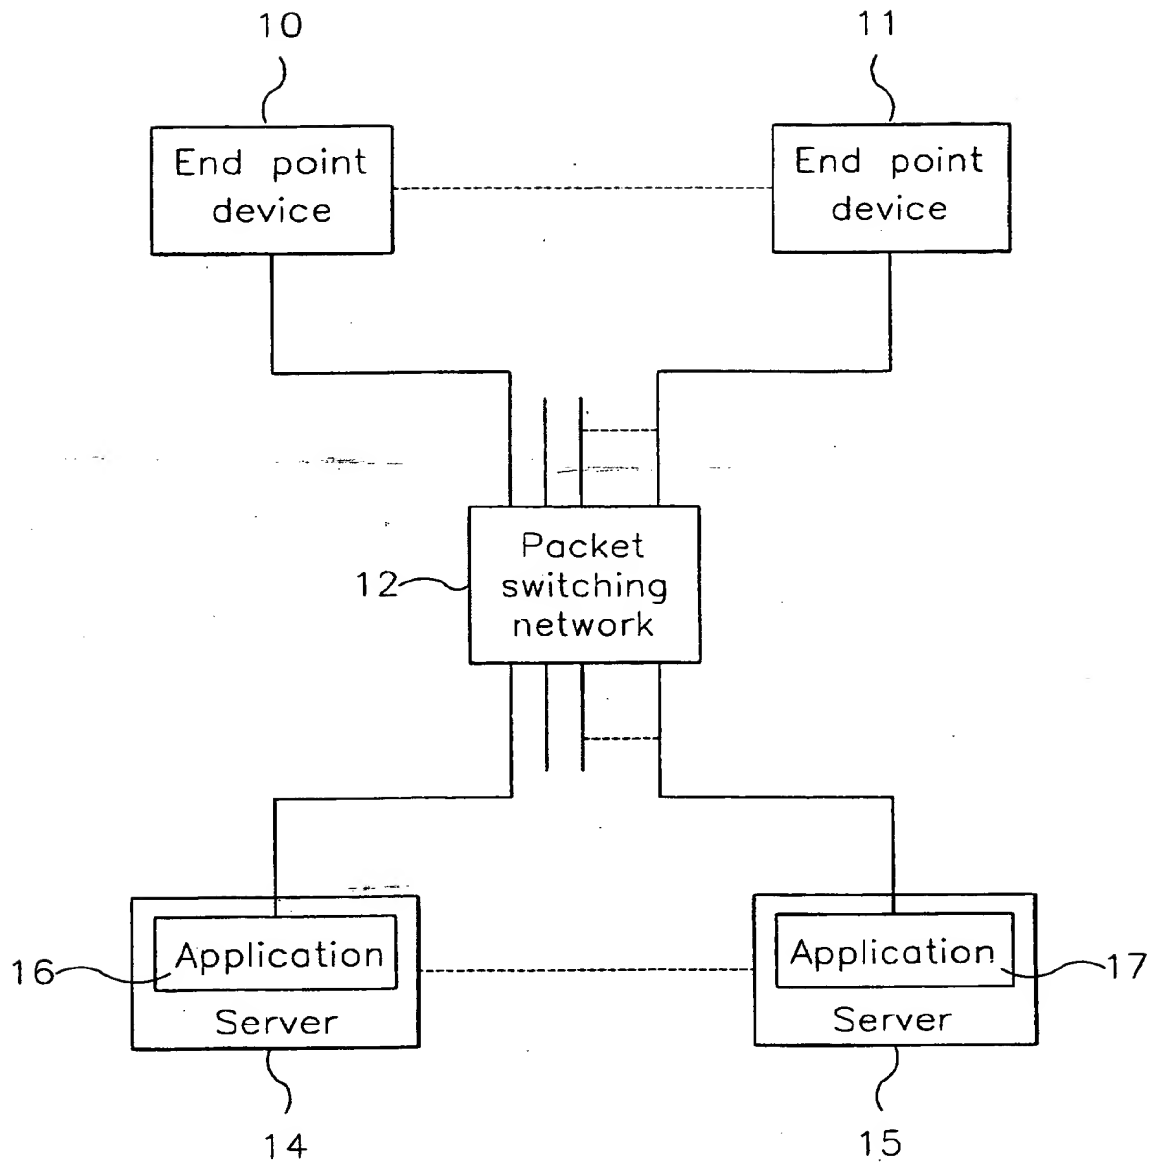 10
11
End point
device
End point
device
Packet
switching
network
12
Application
Server
16
Application
Server
17
14
15